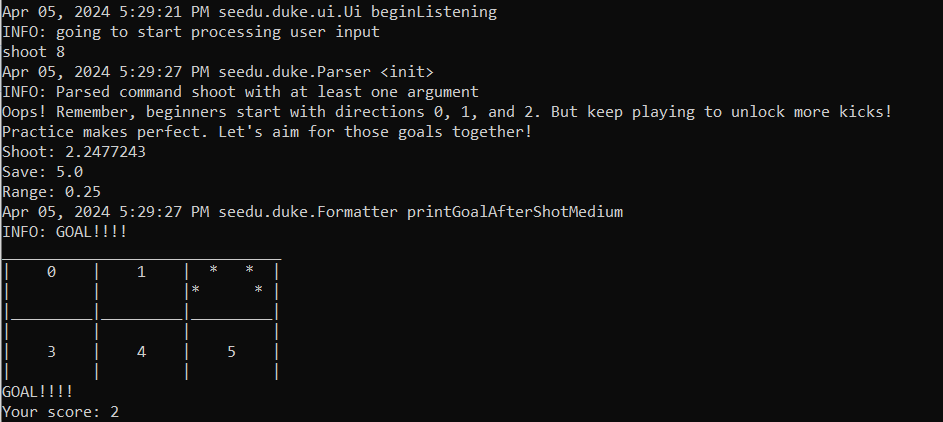 Apr 05, 2024 5:29:21 PM seedu.duke.ui.Ui beginListening
INFO: going to start processing user input
shoot 8
Apr 05, 2024 5:29:27 PM seedu.duke.Parser <init>
INFO: Parsed command shoot with at least one argument
Oops! Remember, beginners start with directions 0, 1, and 2. But keep playing to unlock more kicks!
Practice makes perfect. Let's aim for those goals together!
Shoot: 2.2477243
Save: 5.0
Range: 0.25
Apr 05, 2024 5:29:27 PM seedu.duke.Formatter printGoalAfterShotMedium
INFO: GOAL!!!!
_______________________________
|    0    |    1    |  *   *  |
|         |         |*      * |
|_________|_________|_________|
|         |         |         |
|    3    |    4    |    5    |
|         |         |         |
GOAL!!!!
Your score: 2